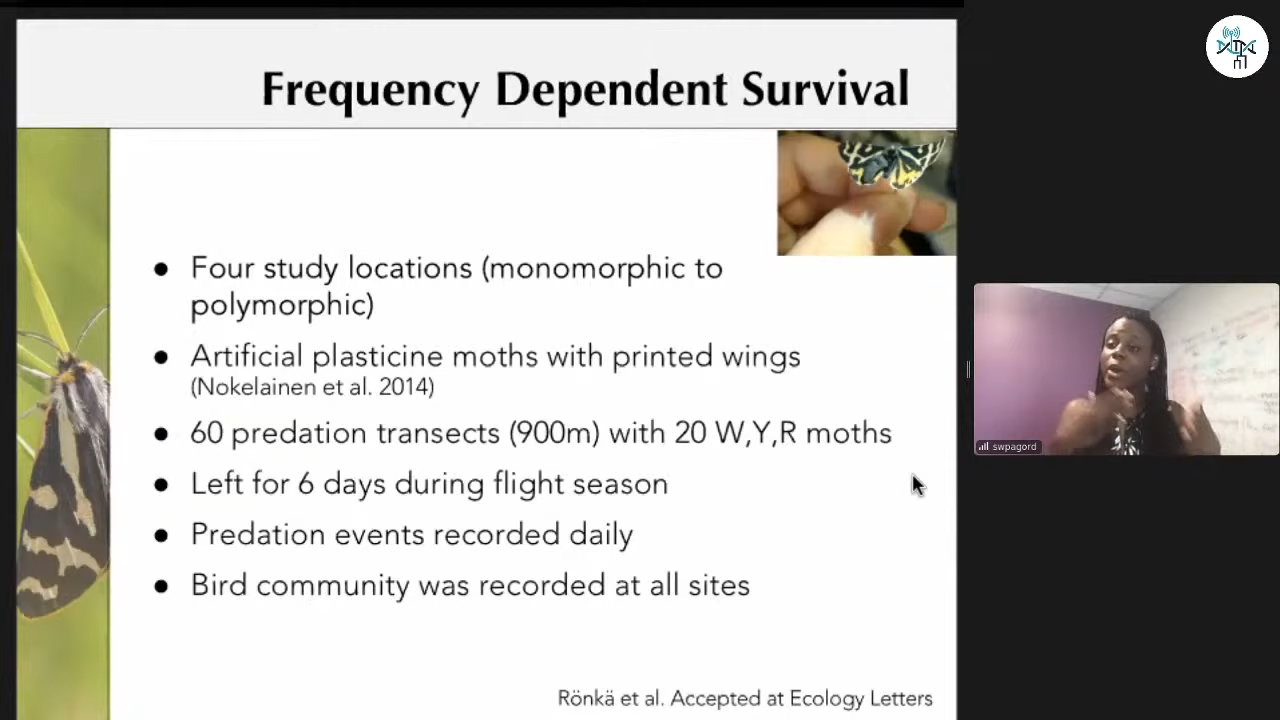 Frequency Dependent Survival
● Four study locations (monomorphic to
polymorphic)
● Artificial plasticine moths with printed wings
(Nokelainen et al. 2014)
● 60 predation transects (900m) with 20 W,Y,R moths
● Left for 6 days during flight season
● Predation events recorded daily
● Bird community was recorded at all sites
Rönkä et al. Accepted at Ecology Letters
swpagord